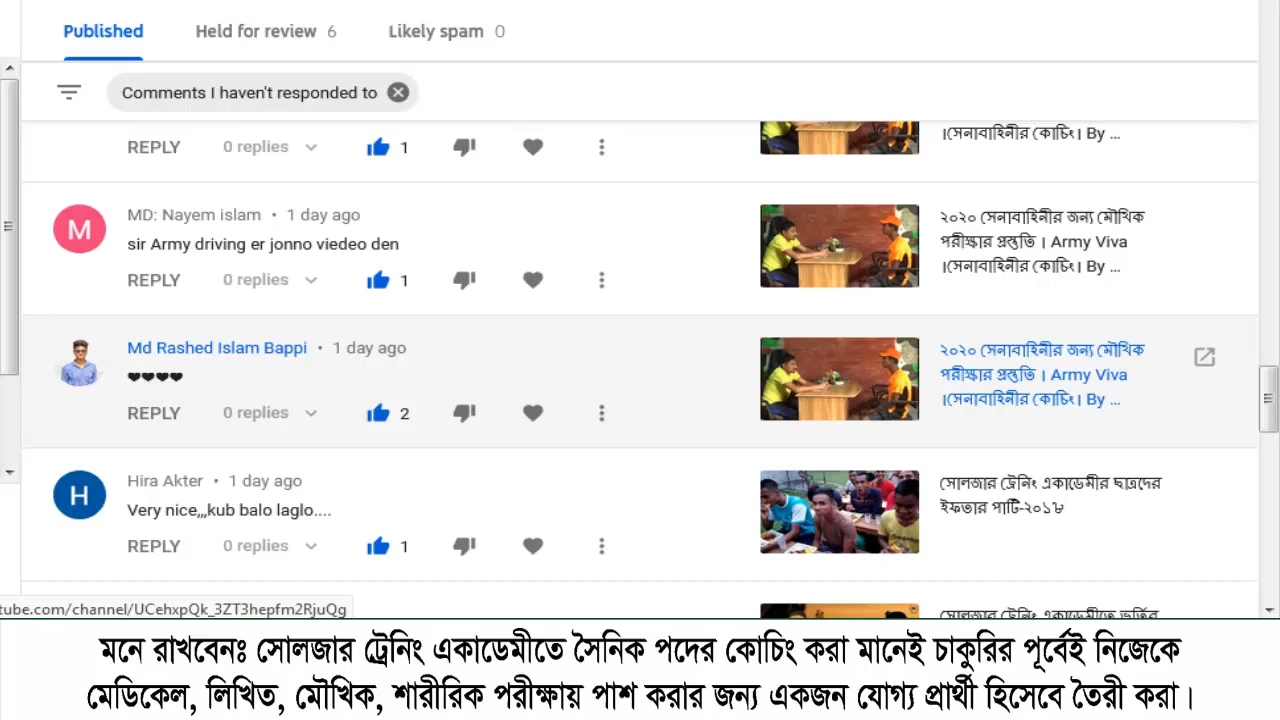 Published Held for review 6 Likely spam 0
Comments I haven't responded to
।সেনাবাহিনীর কোচিং। By ...
REPLY 0 replies 1
MD: Nayem islam • 1 day ago
sir Army driving er jonno viedeo den
REPLY 0 replies 1
২০২০ সেনাবাহিনীর জন্য মৌখিক
পরীক্ষার প্রস্তুতি । Army Viva
।সেনাবাহিনীর কোচিং। By ...
Md Rashed Islam Bappi • 1 day ago
❤❤❤❤
REPLY 0 replies 2
২০২০ সেনাবাহিনীর জন্য মৌখিক
পরীক্ষার প্রস্তুতি । Army Viva
।সেনাবাহিনীর কোচিং। By ...
Hira Akter • 1 day ago
Very nice,,,kub balo laglo....
REPLY 0 replies 1
সোলজার ট্রেনিং একাডেমীর ছাত্রদের
ইফতার পার্টি-২০১৮
সোলজার ট্রেনিং একাডেমীতে ভর্তির
tube.com/channel/UCehxpQk_3ZT3hepfm2RjuQg
মনে রাখবেনঃ সোলজার ট্রেনিং একাডেমীতে সৈনিক পদের কোচিং করা মানেই চাকুরির পূর্বেই নিজেকে
মেডিকেল, লিখিত, মৌখিক, শারীরিক পরীক্ষায় পাশ করার জন্য একজন যোগ্য প্রার্থী হিসেবে তৈরী করা।